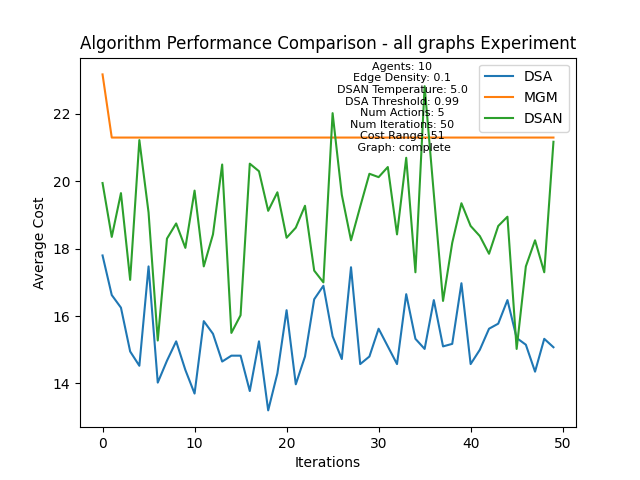 Algorithm Performance Comparison - all graphs Experiment
Agents: 10
Edge Density: 0.1
DSAN Temperature: 5.0
DSA Threshold: 0.99
Num Actions: 5
Num Iterations: 50
Cost Range: 51
Graph: complete
DSA
MGM
DSAN
Average Cost
22
20
18
16
14
0
10
20
30
40
50
Iterations